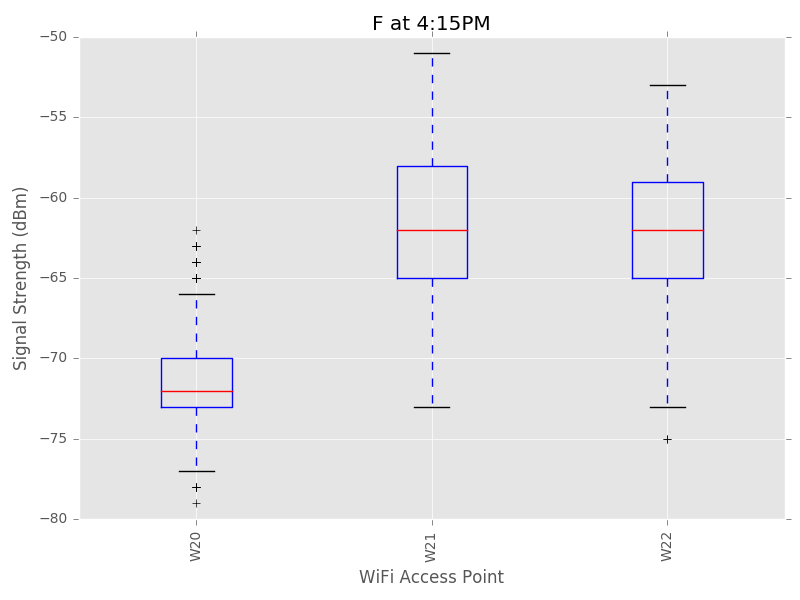 F at 4:15PM
−50
−55
−60
−65
−70
−75
−80
Signal Strength (dBm)
W20
W21
W22
WiFi Access Point